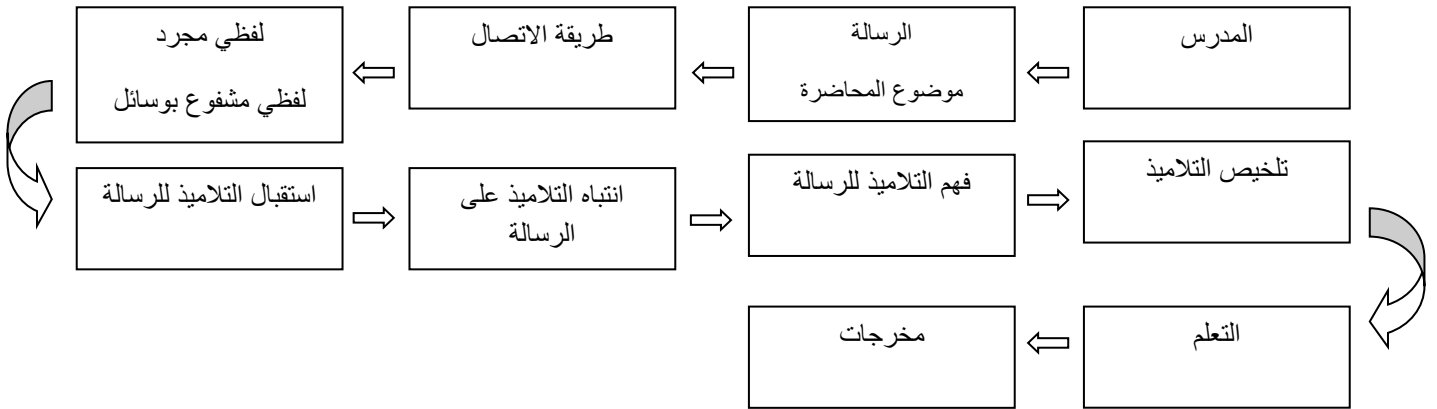 المدرس
الرسالة
موضوع المحاضرة
طريقة الاتصال
لفظي مجرد
لفظي مشفوع بوسائل
استقبال التلاميذ للرسالة
انتباه التلاميذ على
الرسالة
فهم التلاميذ للرسالة
تلخيص التلاميذ
التعلم
مخرجات